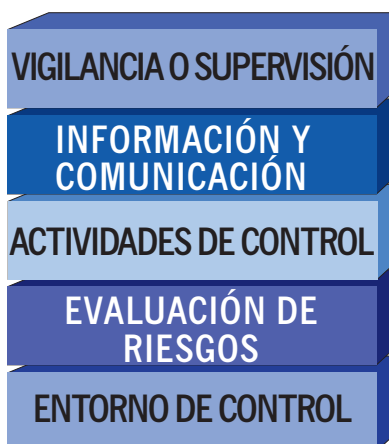 VIGILANCIA O SUPERVISIÓN
INFORMACIÓN Y
COMUNICACIÓN
ACTIVIDADES DE CONTROL
EVALUACIÓN DE
RIESGOS
ENTORNO DE CONTROL